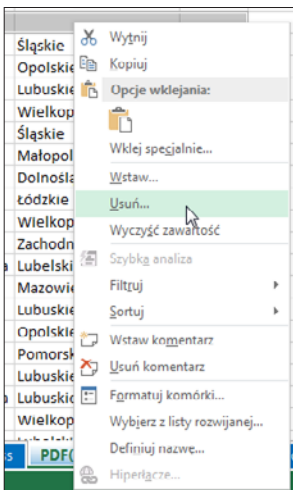 Wytnij
Śląskie
Kopiuj
Opolskie
Opcje wklejania:
Lubuskie
Wielkop
Śląskie
Wklej specjalnie...
Małopol
Wstaw...
Dolnoślą
Usuń...
Łódzkie
Wyczyść zawartość
Wielkop
Zachodn
Szybka analiza
Lubelski
Filtruj
Mazowie
Sortuj
Lubuskie
Opolskie
Wstaw komentarz
Pomorsk
Usuń komentarz
Lubuskie
Formatuj komórki...
Lubuskie
Wybierz z listy rozwijanej...
Wielkop
Definiuj nazwę...
ss PDF(
Hiperłącze...